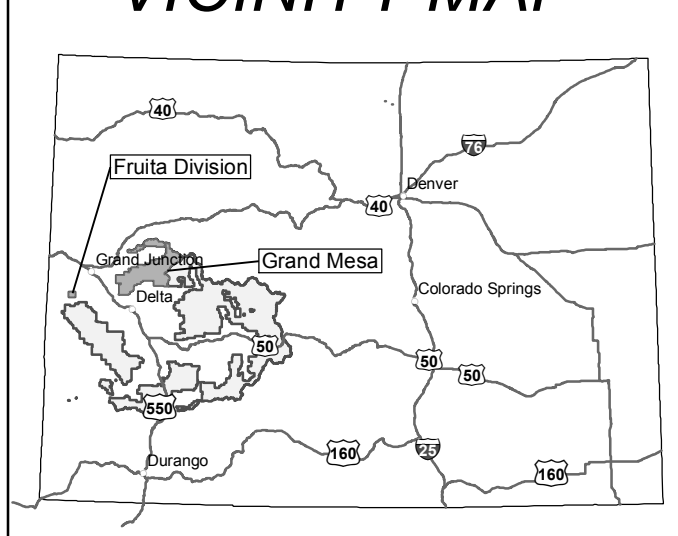 VICINITY MAP
40
76
Fruita Division
Denver
40
Grand Junction
Grand Mesa
Delta
Colorado Springs
50
50
50
550
Durango
160
25
160